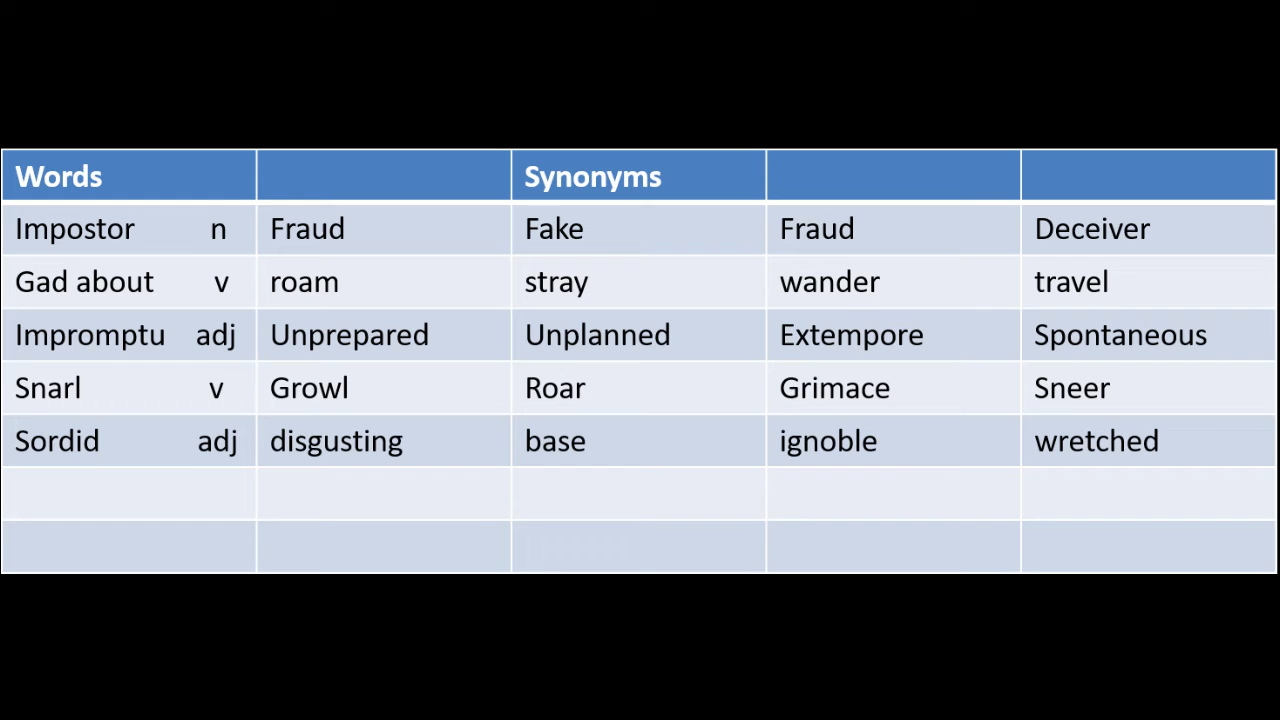 Words Synonyms
Impostor n Fraud Fake Fraud Deceiver
Gad about v roam stray wander travel
Impromptu adj Unprepared Unplanned Extempore Spontaneous
Snarl v Growl Roar Grimace Sneer
Sordid adj disgusting base ignoble wretched